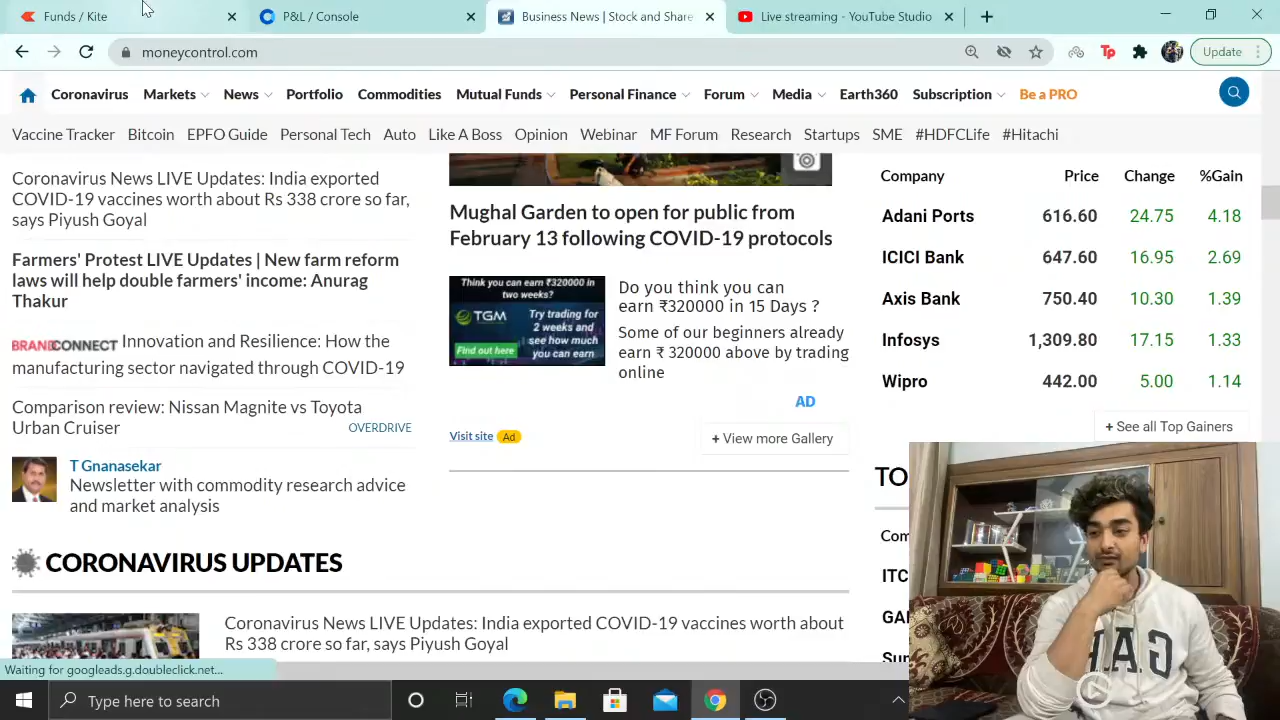 Funds / Kite
P&L / Console
Business News | Stock and Share
Live streaming - YouTube Studio
moneycontrol.com
Update
Coronavirus Markets News Portfolio Commodities Mutual Funds Personal Finance Forum Media Earth360 Subscription Be a PRO
Vaccine Tracker Bitcoin EPFO Guide Personal Tech Auto Like A Boss Opinion Webinar MF Forum Research Startups SME #HDFCLife #Hitachi
Coronavirus News LIVE Updates: India exported
COVID-19 vaccines worth about Rs 338 crore so far,
says Piyush Goyal
Farmers' Protest LIVE Updates | New farm reform
laws will help double farmers' income: Anurag
Thakur
BRANDCONNECT Innovation and Resilience: How the
manufacturing sector navigated through COVID-19
Comparison review: Nissan Magnite vs Toyota
Urban Cruiser
OVERDRIVE
T Gnanasekar
Newsletter with commodity research advice
and market analysis
Mughal Garden to open for public from
February 13 following COVID-19 protocols
Think you can earn ₹320000 in
two weeks?
TGM
Try trading for
2 weeks and
see how much
you can earn
Find out here
Do you think you can
earn ₹320000 in 15 Days ?
Some of our beginners already
earn ₹ 320000 above by trading
online
AD
Visit site Ad
+ View more Gallery
Company Price Change %Gain
Adani Ports 616.60 24.75 4.18
ICICI Bank 647.60 16.95 2.69
Axis Bank 750.40 10.30 1.39
Infosys 1,309.80 17.15 1.33
Wipro 442.00 5.00 1.14
+ See all Top Gainers
TO
Com
ITC
GA
Sun
CORONAVIRUS UPDATES
Coronavirus News LIVE Updates: India exported COVID-19 vaccines worth about
Rs 338 crore so far, says Piyush Goyal
Waiting for googleads.g.doubleclick.net...
Type here to search
GAP